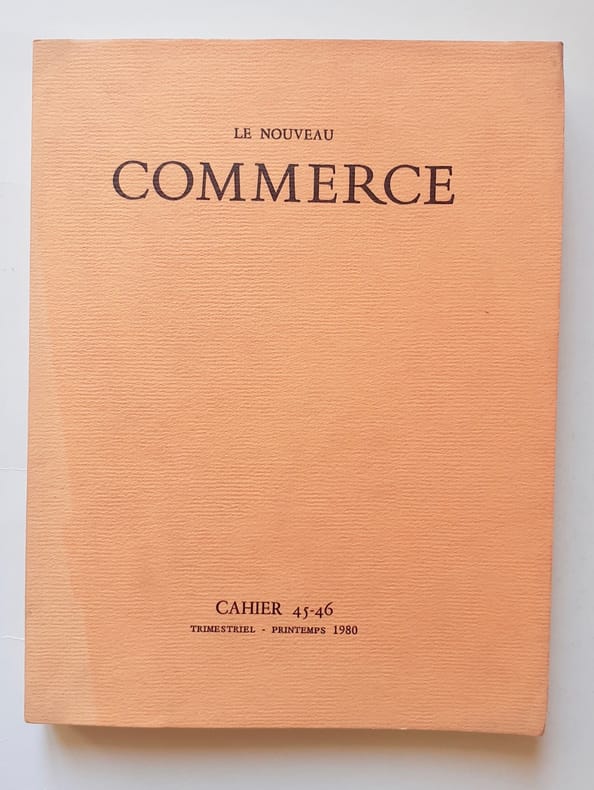 LE NOUVEAU
COMMERCE
CAHIER 45-46
TRIMESTRIEL - PRINTEMPS 1980